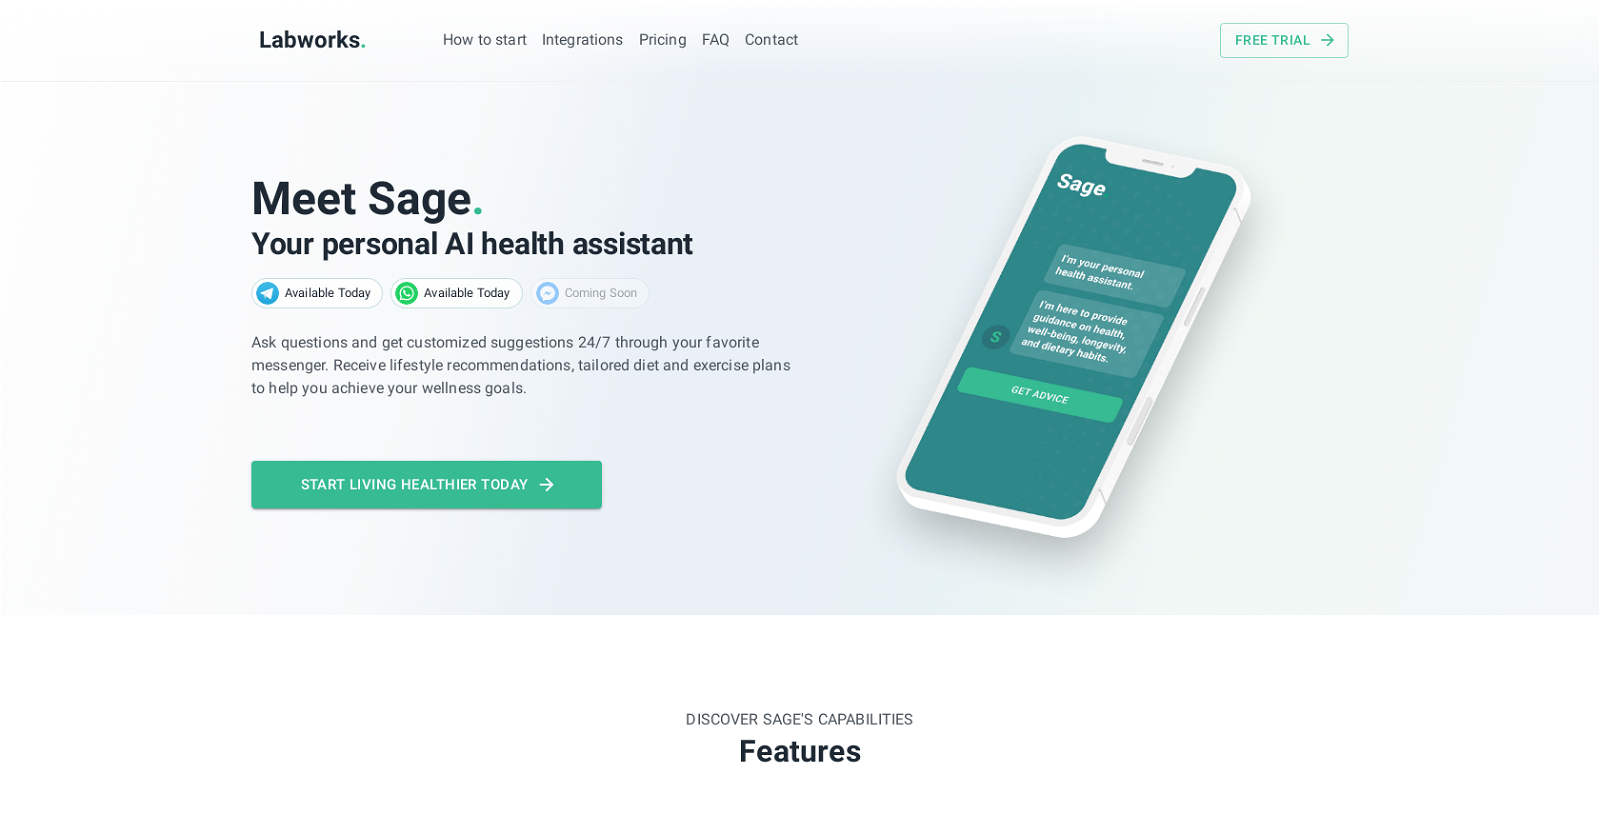 Labworks.
How to start
Integrations
Pricing
FAQ
Contact
FREE TRIAL
Meet Sage.
Your personal AI health assistant
Available Today
Available Today
Coming Soon
Ask questions and get customized suggestions 24/7 through your favorite
messenger. Receive lifestyle recommendations, tailored diet and exercise plans
to help you achieve your wellness goals.
START LIVING HEALTHIER TODAY
Sage
I'm your personal
health assistant.
I'm here to provide
guidance on health,
well-being, longevity,
and dietary habits.
S
GET ADVICE
DISCOVER SAGE'S CAPABILITIES
Features